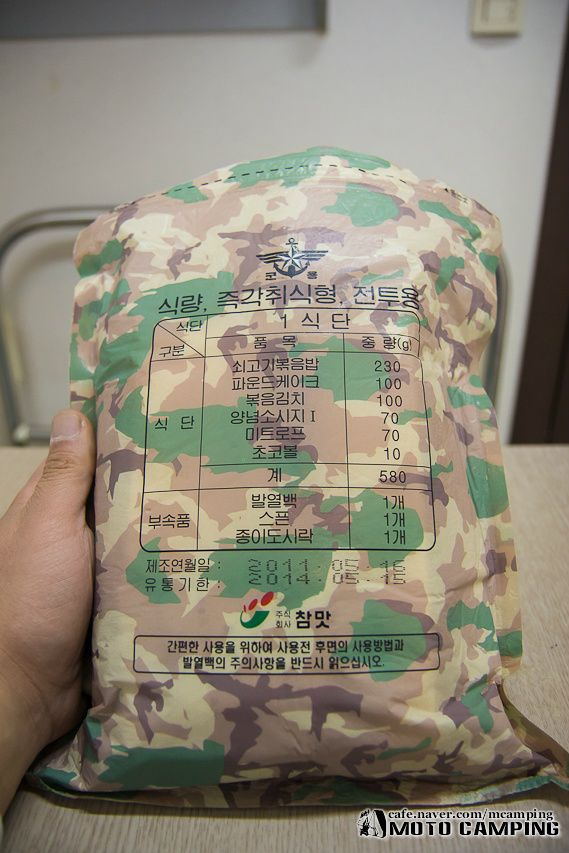 코롱
식량, 즉각취식형, 전투용
식단 1 식 단
구분 품 목 중 량(g)
식 단
쇠고기볶음밥 230
파운드케이크 100
볶음김치 100
양념소시지Ⅰ 70
미트로프 70
초코볼 10
계 580
부속품
발열백 1개
스푼 1개
종이도시락 1개
제조연월일 : 2011.05.16
유통기한 : 2014.05.15
주식회사 참맛
간편한 사용을 위하여 사용전 후면의 사용방법과
발열백의 주의사항을 반드시 읽으십시오.
cafe.naver.com/mcamping
MOTO CAMPING